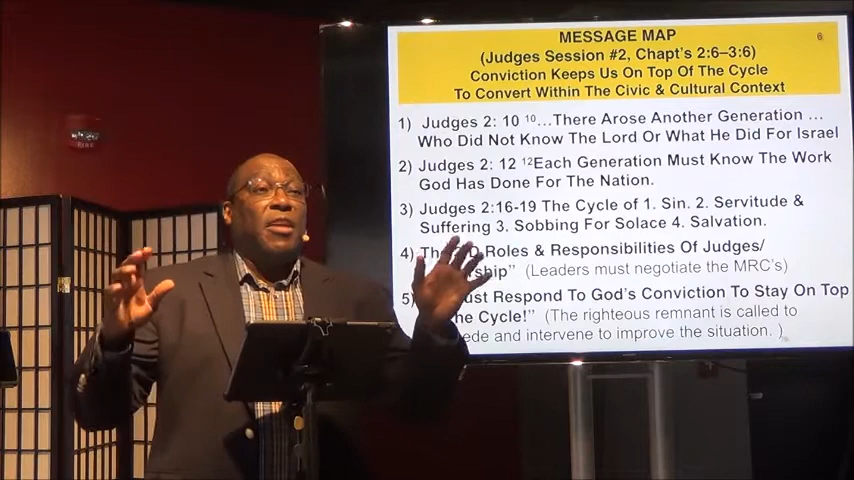 MESSAGE MAP
6
(Judges Session #2, Chapt's 2:6–3:6)
Conviction Keeps Us On Top Of The Cycle
To Convert Within The Civic & Cultural Context
1) Judges 2: 10 10...There Arose Another Generation ...
Who Did Not Know The Lord Or What He Did For Israel
2) Judges 2: 12 12Each Generation Must Know The Work
God Has Done For The Nation.
3) Judges 2:16-19 The Cycle of 1. Sin. 2. Servitude &
Suffering 3. Sobbing For Solace 4. Salvation.
4) Roles & Responsibilities Of Judges/
(Leaders must negotiate the MRC's)
5) Respond To God's Conviction To Stay On Top
Cycle!" (The righteous remnant is called to
and intervene to improve the situation. )